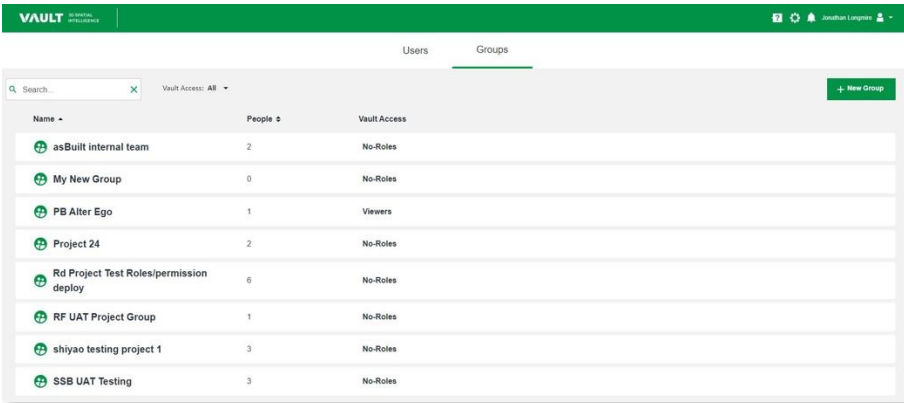 VAULT 3D SPATIAL INTELLIGENCE Jonathan Longmire
Users Groups
Search... Vault Access: All + New Group
Name People Vault Access
asBuilt internal team 2 No-Roles
My New Group 0 No-Roles
PB Alter Ego 1 Viewers
Project 24 2 No-Roles
Rd Project Test Roles/permission
deploy 6 No-Roles
RF UAT Project Group 1 No-Roles
shiyao testing project 1 3 No-Roles
SSB UAT Testing 3 No-Roles